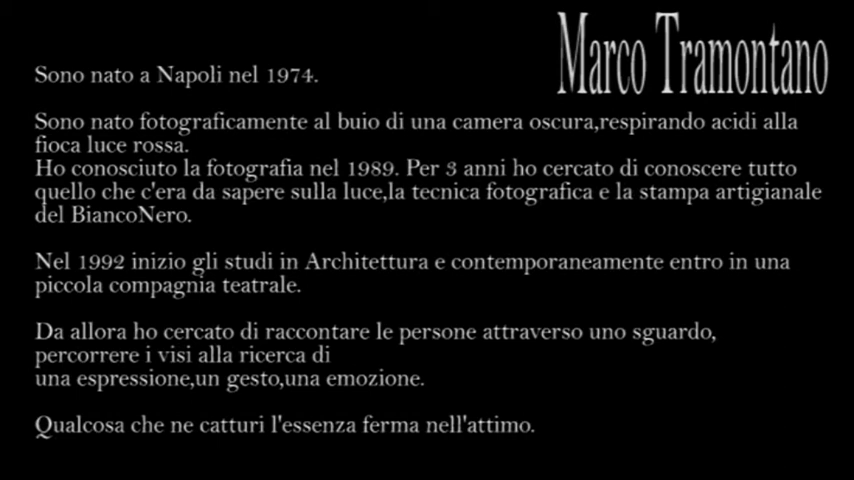 Marco Tramontano
Sono nato a Napoli nel 1974.
Sono nato fotograficamente al buio di una camera oscura,respirando acidi alla
fioca luce rossa.
Ho conosciuto la fotografia nel 1989. Per 3 anni ho cercato di conoscere tutto
quello che c'era da sapere sulla luce,la tecnica fotografica e la stampa artigianale
del BiancoNero.
Nel 1992 inizio gli studi in Architettura e contemporaneamente entro in una
piccola compagnia teatrale.
Da allora ho cercato di raccontare le persone attraverso uno sguardo,
percorrere i visi alla ricerca di
una espressione,un gesto,una emozione.
Qualcosa che ne catturi l'essenza ferma nell'attimo.